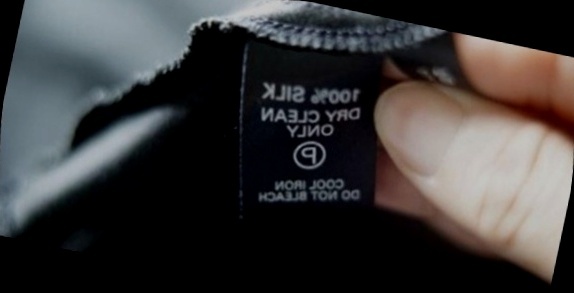 100% SILK
DRY CLEAN
ONLY
P
COOL IRON
DO NOT BLEACH